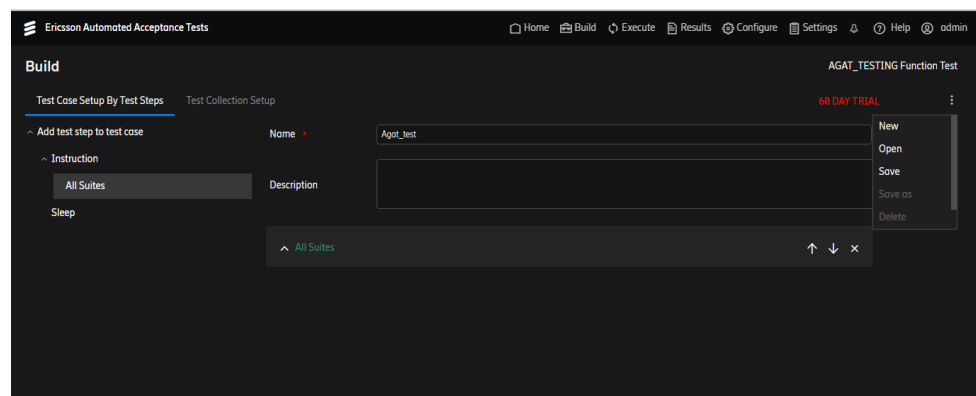 Ericsson Automated Acceptance Tests Home Build Execute Results Configure Settings Help admin
Build AGAT_TESTING Function Test
Test Case Setup By Test Steps Test Collection Setup 60 DAY TRIAL
Add test step to test case
Instruction
All Suites
Sleep
Name * Agat_test
Description
All Suites
New
Open
Save
Save as
Delete